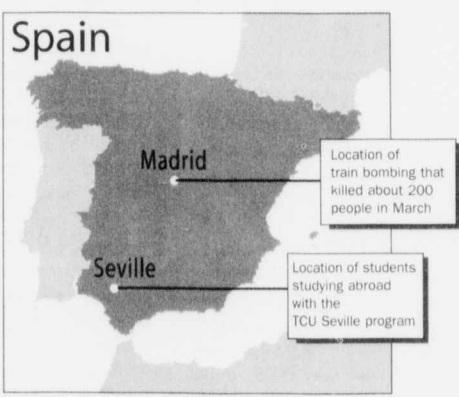 Spain
Madrid
Location of
train bombing that
killed about 200
people in March
Seville
Location of students
studying abroad
with the
TCU Seville program